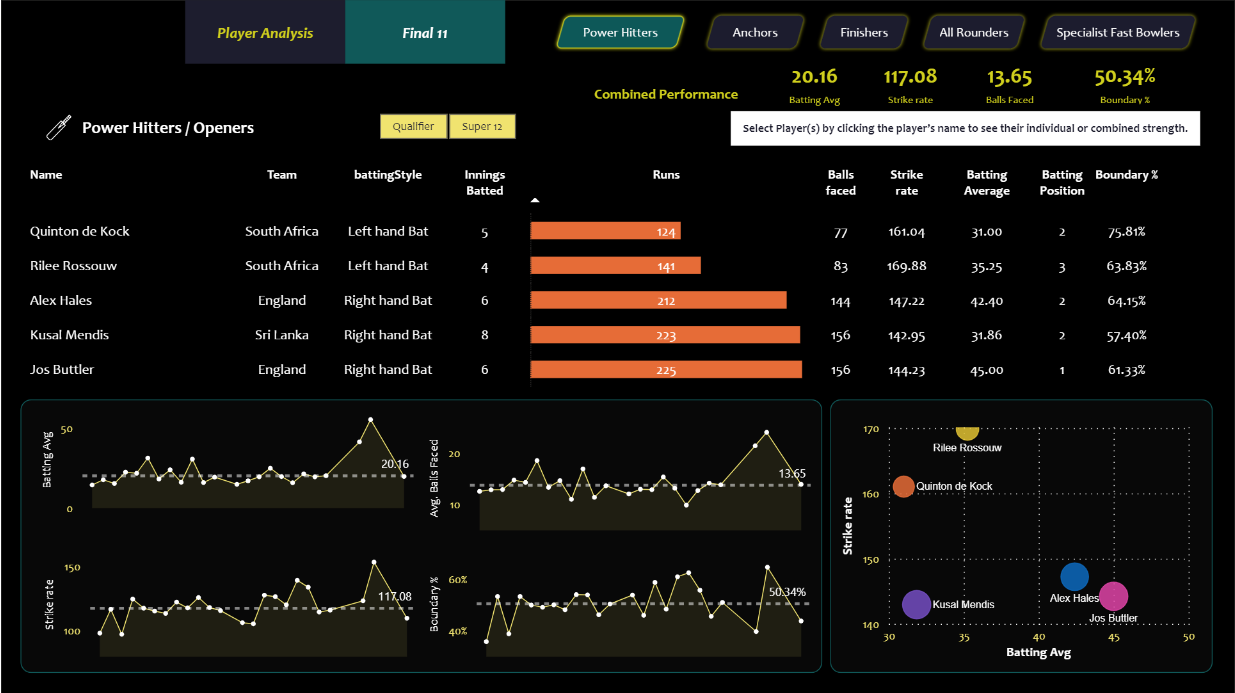 Player Analysis
Final 11
Power Hitters
Anchors
Finishers
All Rounders
Specialist Fast Bowlers
Combined Performance
20.16
Batting Avg
117.08
Strike rate
13.65
Balls Faced
50.34%
Boundary %
Power Hitters / Openers
Qualifier
Super 12
Select Player(s) by clicking the player's name to see their individual or combined strength.
Name Team battingStyle Innings Batted Runs Balls faced Strike rate Batting Average Batting Position Boundary %
Quinton de Kock South Africa Left hand Bat 5 124 77 161.04 31.00 2 75.81%
Rilee Rossouw South Africa Left hand Bat 4 141 83 169.88 35.25 3 63.83%
Alex Hales England Right hand Bat 6 212 144 147.22 42.40 2 64.15%
Kusal Mendis Sri Lanka Right hand Bat 8 223 156 142.95 31.86 2 57.40%
Jos Buttler England Right hand Bat 6 225 156 144.23 45.00 1 61.33%
Batting Avg
50
0
20.16
Avg. Balls Faced
20
10
13.65
Strike rate
150
100
117.08
Boundary %
60%
40%
50.34%
Strike rate
170
160
150
140
Rilee Rossouw
Quinton de Kock
Alex Hales
Kusal Mendis
Jos Buttler
30 35 40 45 50
Batting Avg